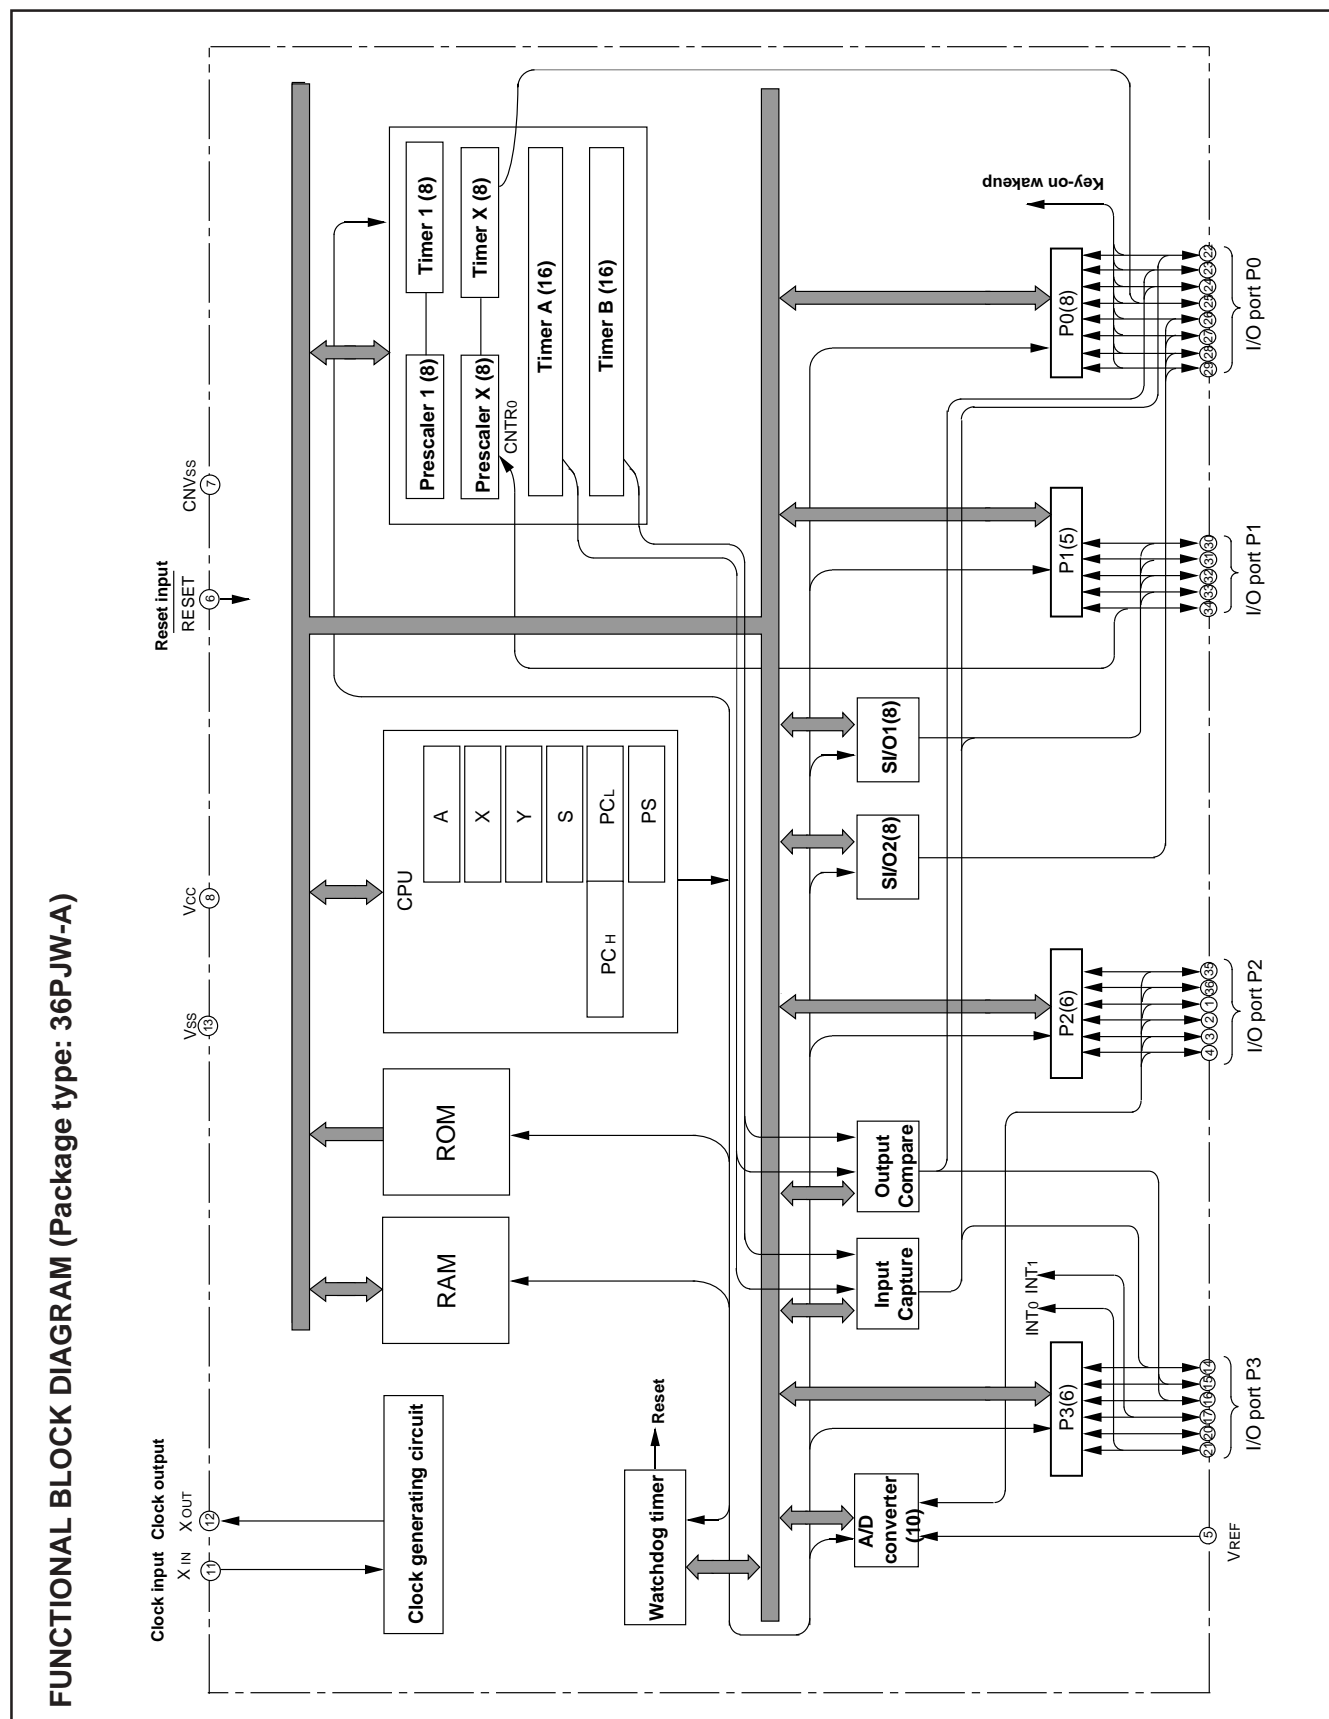 FUNCTIONAL BLOCK DIAGRAM (Package type: 36PJW-A)
Clock input
XIN
11
Clock output
XOUT
12
VSS
13
VCC
8
Reset input
RESET
6
CNVSS
7
Clock generating circuit
RAM
ROM
CPU
A
X
Y
S
PCH
PCL
PS
Prescaler 1 (8)
Timer 1 (8)
Prescaler X (8)
Timer X (8)
CNTR0
Timer A (16)
Timer B (16)
Watchdog timer
Reset
A/D
converter
(10)
Input
Capture
Output
Compare
SI/O2(8)
SI/O1(8)
INT0
INT1
Key-on wakeup
P3(6)
P2(6)
P1(5)
P0(8)
5
21
20
17
16
15
14
4
3
2
1
36
35
34
33
32
31
30
29
28
27
26
25
24
23
22
VREF
I/O port P3
I/O port P2
I/O port P1
I/O port P0